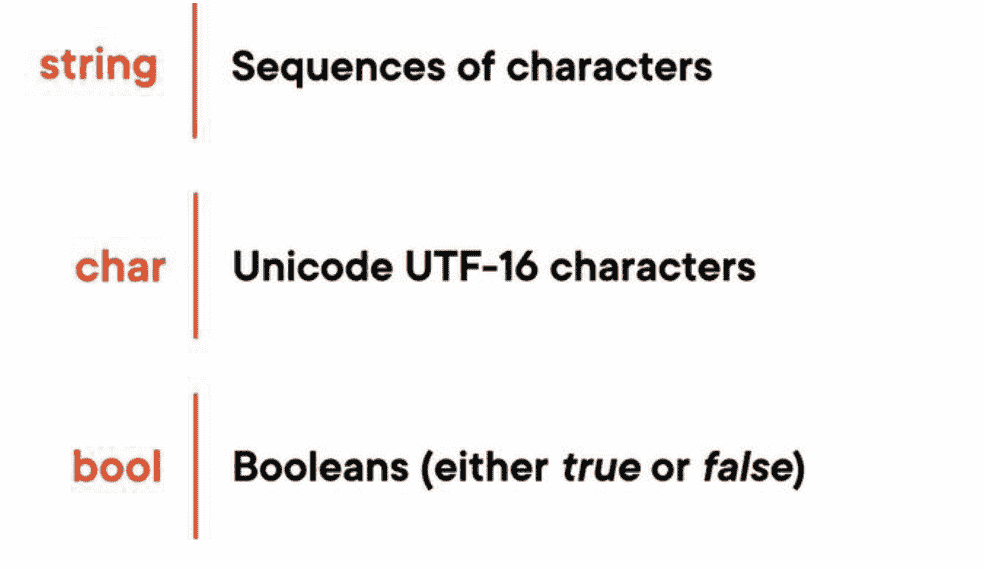 string Sequences of characters
char Unicode UTF-16 characters
bool Booleans (either true or false)